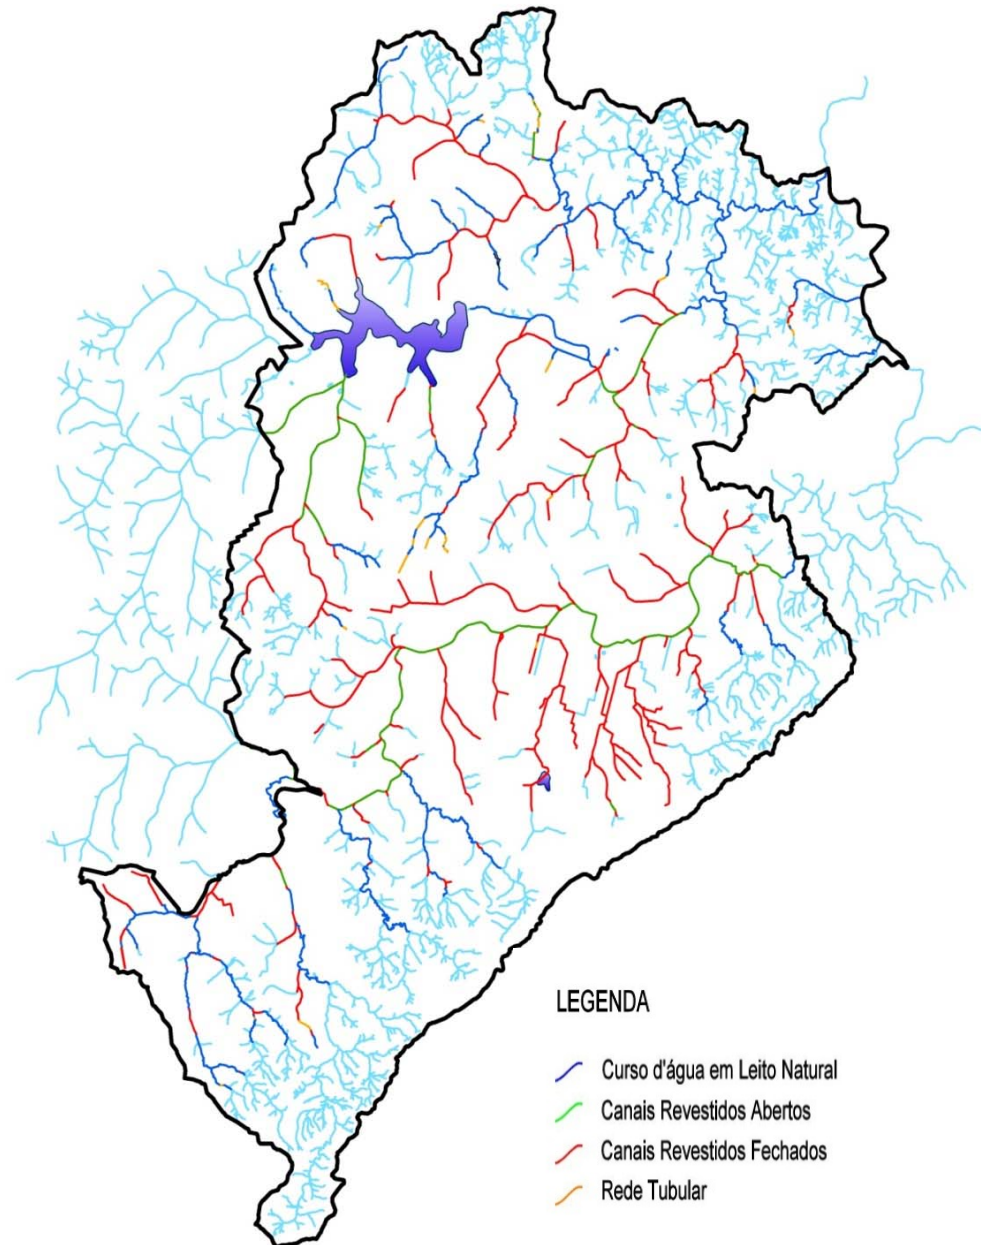 LEGENDA
Curso d'água em Leito Natural
Canais Revestidos Abertos
Canais Revestidos Fechados
Rede Tubular